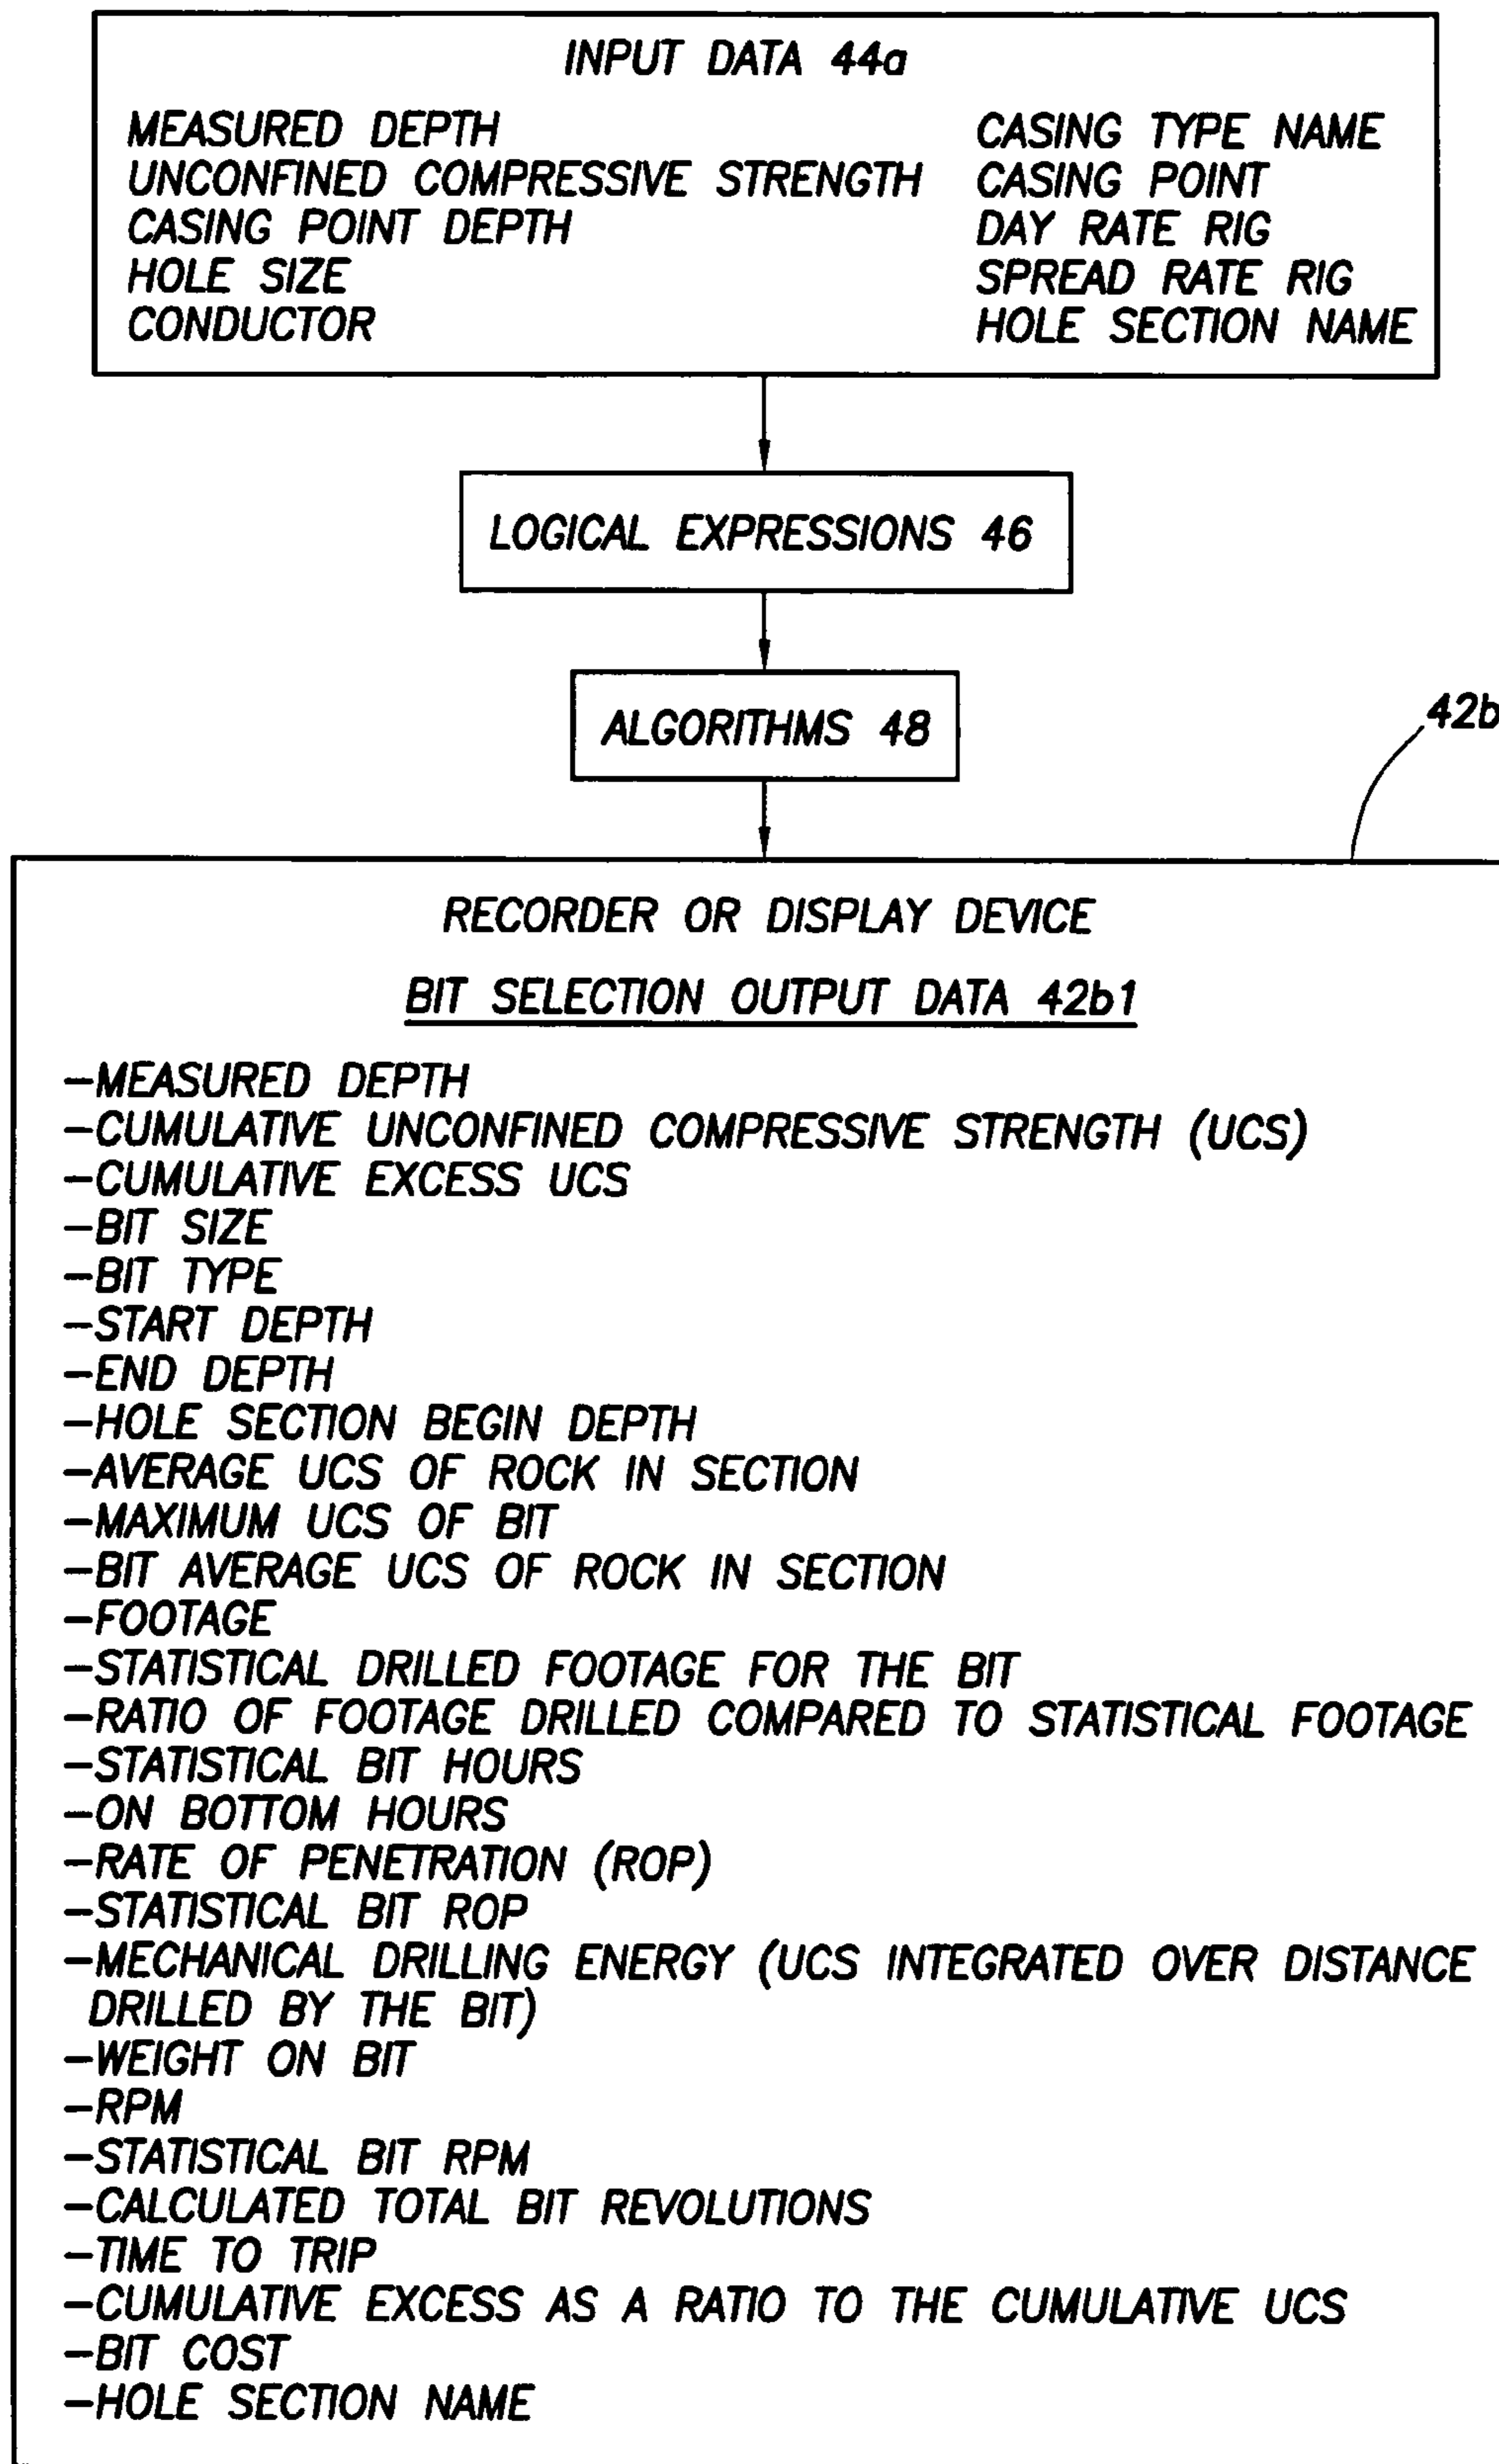 INPUT DATA 44a
MEASURED DEPTH
UNCONFINED COMPRESSIVE STRENGTH
CASING POINT DEPTH
HOLE SIZE
CONDUCTOR
CASING TYPE NAME
CASING POINT
DAY RATE RIG
SPREAD RATE RIG
HOLE SECTION NAME
LOGICAL EXPRESSIONS 46
ALGORITHMS 48
42b
RECORDER OR DISPLAY DEVICE
BIT SELECTION OUTPUT DATA 42b1
-MEASURED DEPTH
-CUMULATIVE UNCONFINED COMPRESSIVE STRENGTH (UCS)
-CUMULATIVE EXCESS UCS
-BIT SIZE
-BIT TYPE
-START DEPTH
-END DEPTH
-HOLE SECTION BEGIN DEPTH
-AVERAGE UCS OF ROCK IN SECTION
-MAXIMUM UCS OF BIT
-BIT AVERAGE UCS OF ROCK IN SECTION
-FOOTAGE
-STATISTICAL DRILLED FOOTAGE FOR THE BIT
-RATIO OF FOOTAGE DRILLED COMPARED TO STATISTICAL FOOTAGE
-STATISTICAL BIT HOURS
-ON BOTTOM HOURS
-RATE OF PENETRATION (ROP)
-STATISTICAL BIT ROP
-MECHANICAL DRILLING ENERGY (UCS INTEGRATED OVER DISTANCE
DRILLED BY THE BIT)
-WEIGHT ON BIT
-RPM
-STATISTICAL BIT RPM
-CALCULATED TOTAL BIT REVOLUTIONS
-TIME TO TRIP
-CUMULATIVE EXCESS AS A RATIO TO THE CUMULATIVE UCS
-BIT COST
-HOLE SECTION NAME